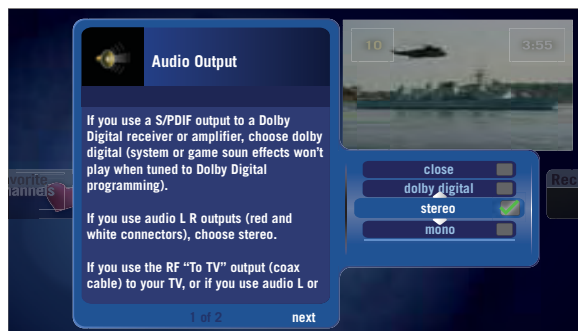 Audio Output
If you use a S/PDIF output to a Dolby
Digital receiver or amplifier, choose dolby
digital (system or game soun effects won't
play when tuned to Dolby Digital
programming).
If you use audio L R outputs (red and
white connectors), choose stereo.
If you use the RF “To TV” output (coax
cable) to your TV, or if you use audio L or
1 of 2
next
10
3:55
close
dolby digital
stereo
mono
vorite
annels
Rec